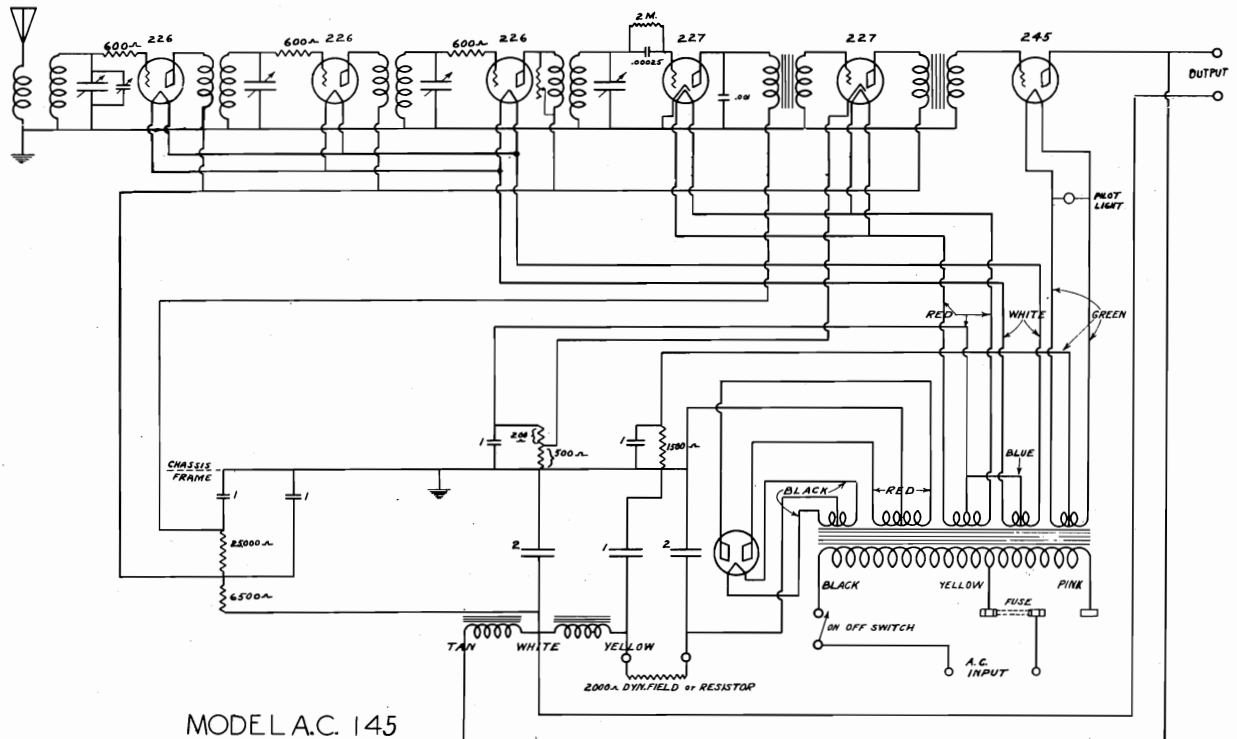 226
226
226
2 M.
227
227
245
600Ω
600Ω
600Ω
.00025
.001
OUTPUT
PILOT
LIGHT
RED
WHITE
GREEN
1
200
500Ω
1
1500Ω
CHASSIS
FRAME
1
1
BLUE
BLACK
RED
25000Ω
2
1
2
6500Ω
BLACK
YELLOW
PINK
FUSE
ON OFF SWITCH
TAN
WHITE
YELLOW
A.C.
INPUT
2000Ω DYN.FIELD or RESISTOR
MODEL A.C. 145